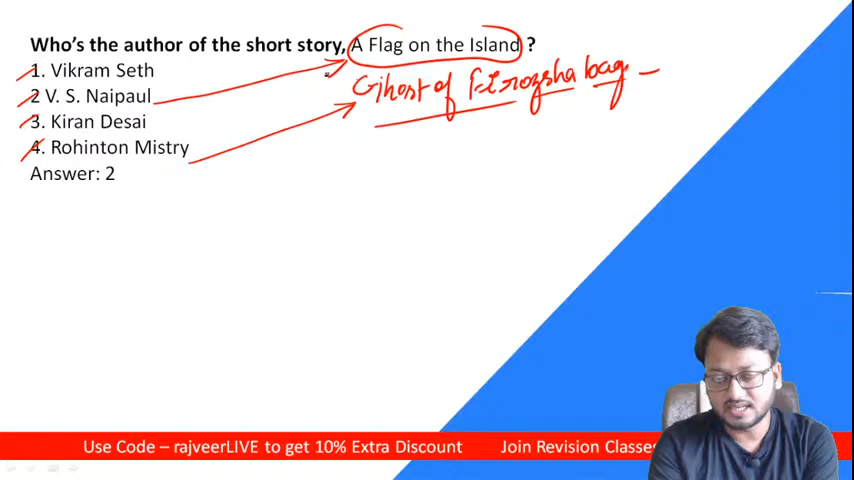 Who's the author of the short story, A Flag on the Island ?
1. Vikram Seth
2 V. S. Naipaul
3. Kiran Desai
4. Rohinton Mistry
Answer: 2
Ghost of Firozsha bag
Use Code – rajveerLIVE to get 10% Extra Discount
Join Revision Classes